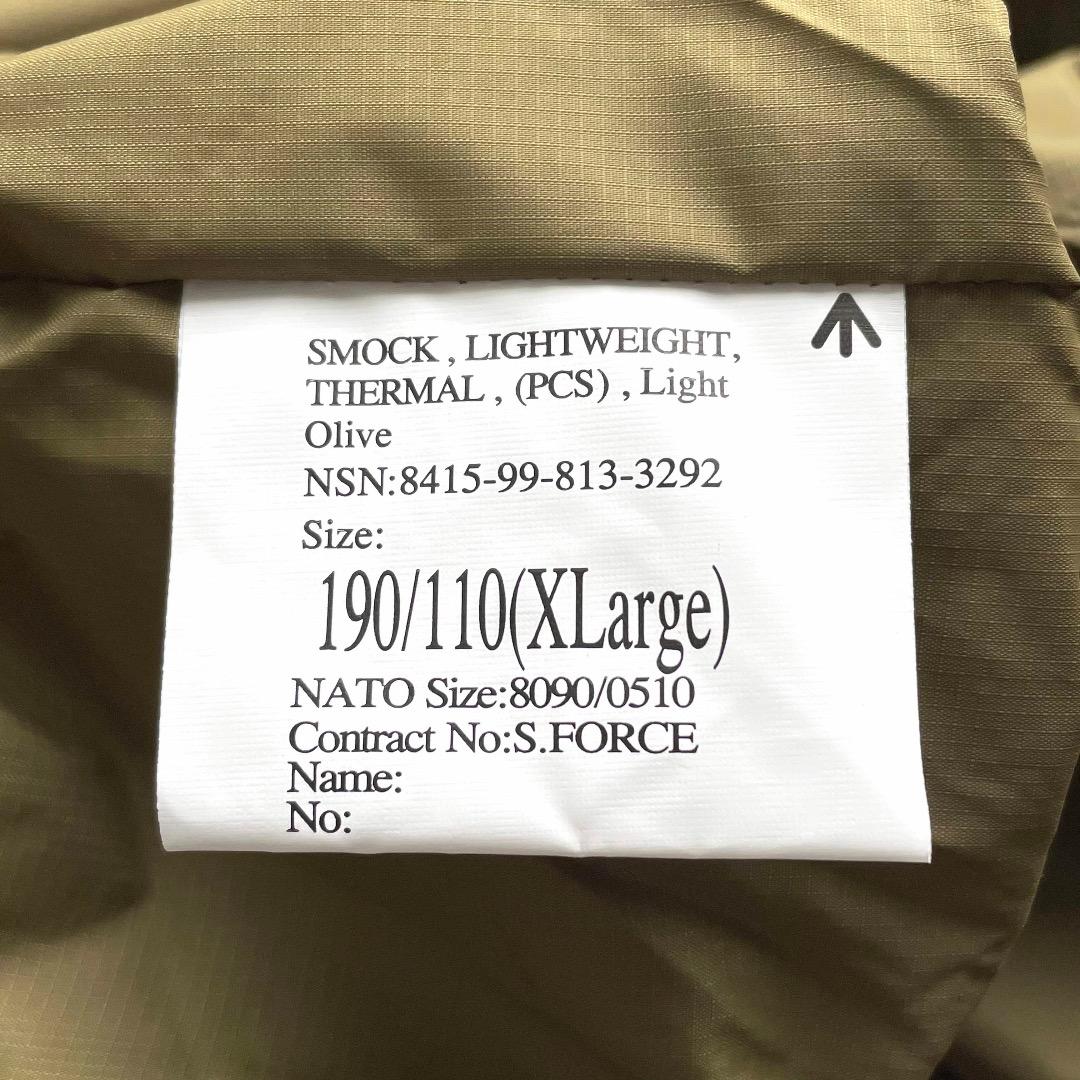 SMOCK , LIGHTWEIGHT,
THERMAL , (PCS) , Light
Olive
NSN:8415-99-813-3292
Size:
190/110(XLarge)
NATO Size:8090/0510
Contract No:S.FORCE
Name:
No: